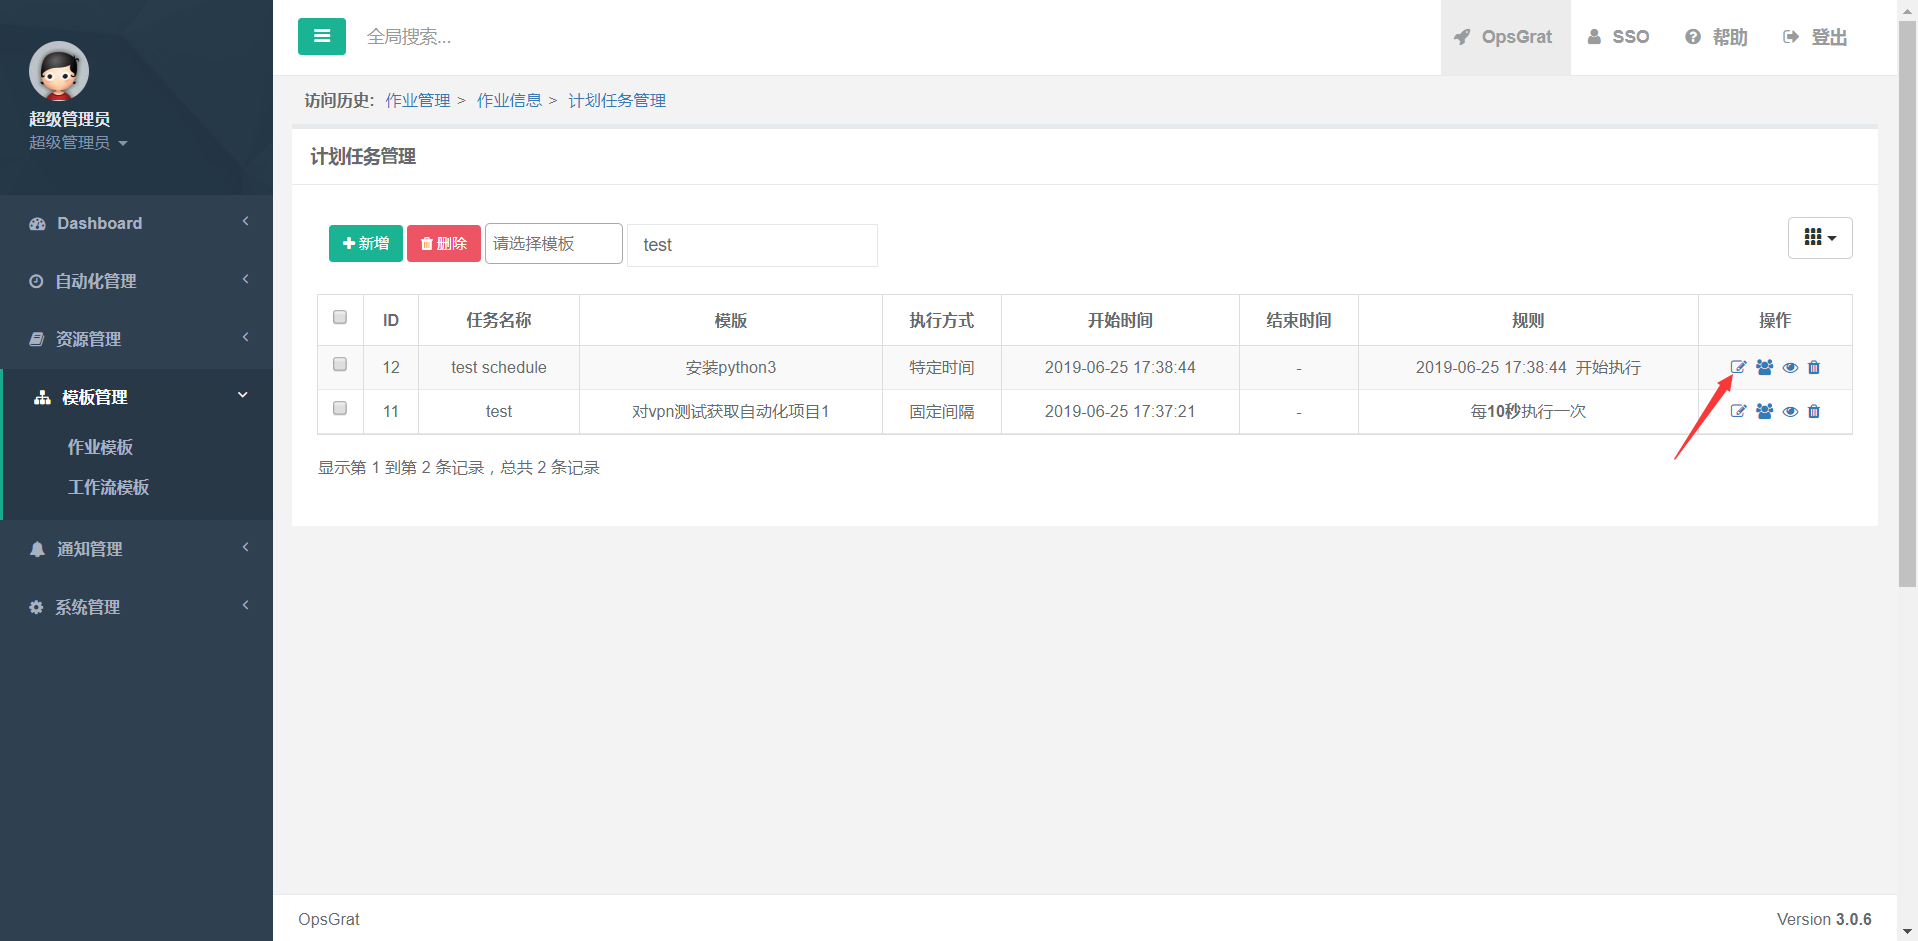 全局搜索...
OpsGrat
SSO
帮助
登出
超级管理员
超级管理员
Dashboard
自动化管理
资源管理
模板管理
作业模板
工作流模板
通知管理
系统管理
访问历史: 作业管理 > 作业信息 > 计划任务管理
计划任务管理
新增 删除 请选择模板 test
ID 任务名称 模版 执行方式 开始时间 结束时间 规则 操作
12 test schedule 安装python3 特定时间 2019-06-25 17:38:44 - 2019-06-25 17:38:44 开始执行
11 test 对vpn测试获取自动化项目1 固定间隔 2019-06-25 17:37:21 - 每10秒执行一次
显示第 1 到第 2 条记录，总共 2 条记录
OpsGrat
Version 3.0.6